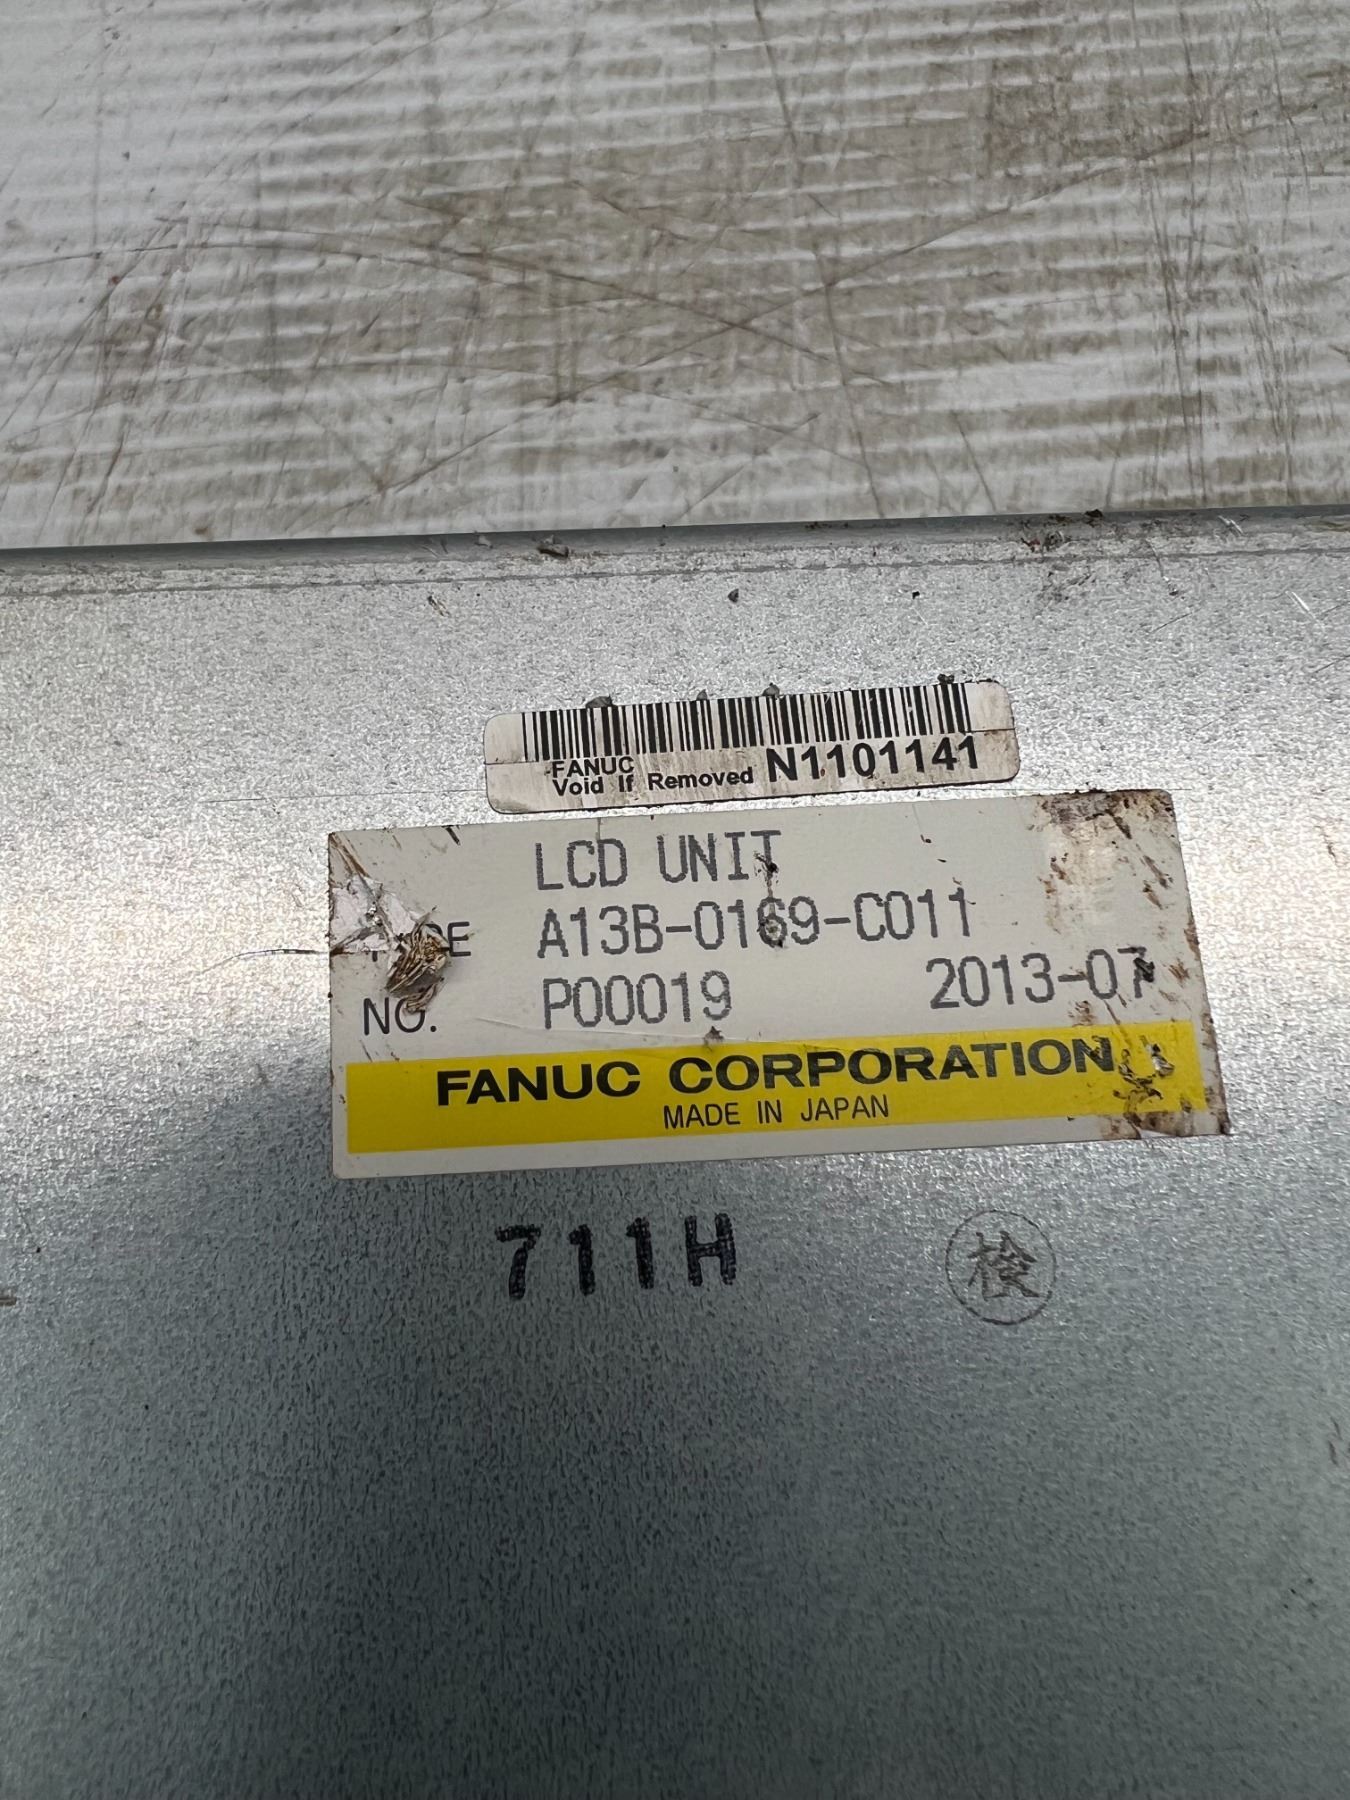 FANUC
Void If Removed N1101141
LCD UNIT
A13B-0169-C011
NO. P00019 2013-07
FANUC CORPORATION
MADE IN JAPAN
711H
検